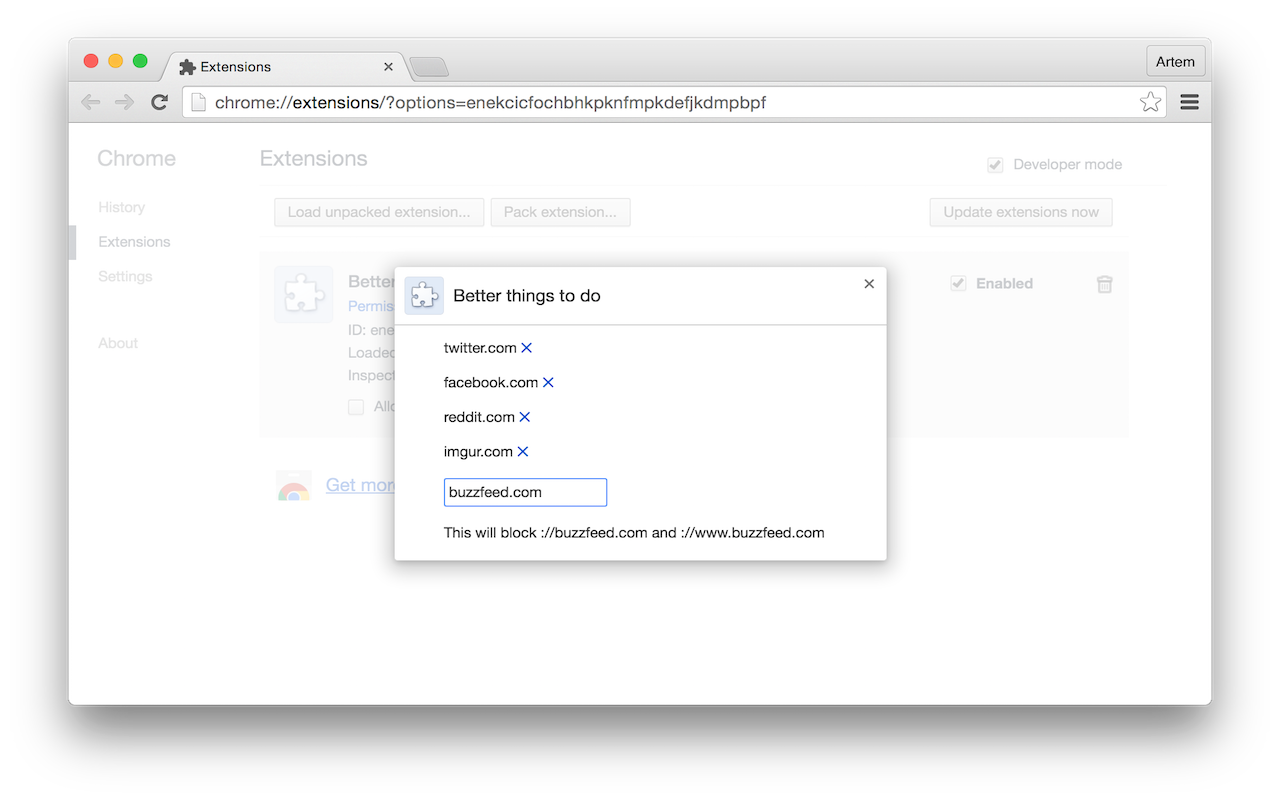 Extensions
Artem
chrome://extensions/?options=enekcicfochbhkpknfmpkdefjkdmpbpf
Chrome
Extensions
Developer mode
History
Load unpacked extension...
Pack extension...
Update extensions now
Extensions
Settings
Better
Enabled
Permis
ID: ene
Loaded
Inspect
Allo
About
Get more
Better things to do
twitter.com
facebook.com
reddit.com
imgur.com
buzzfeed.com
This will block ://buzzfeed.com and ://www.buzzfeed.com